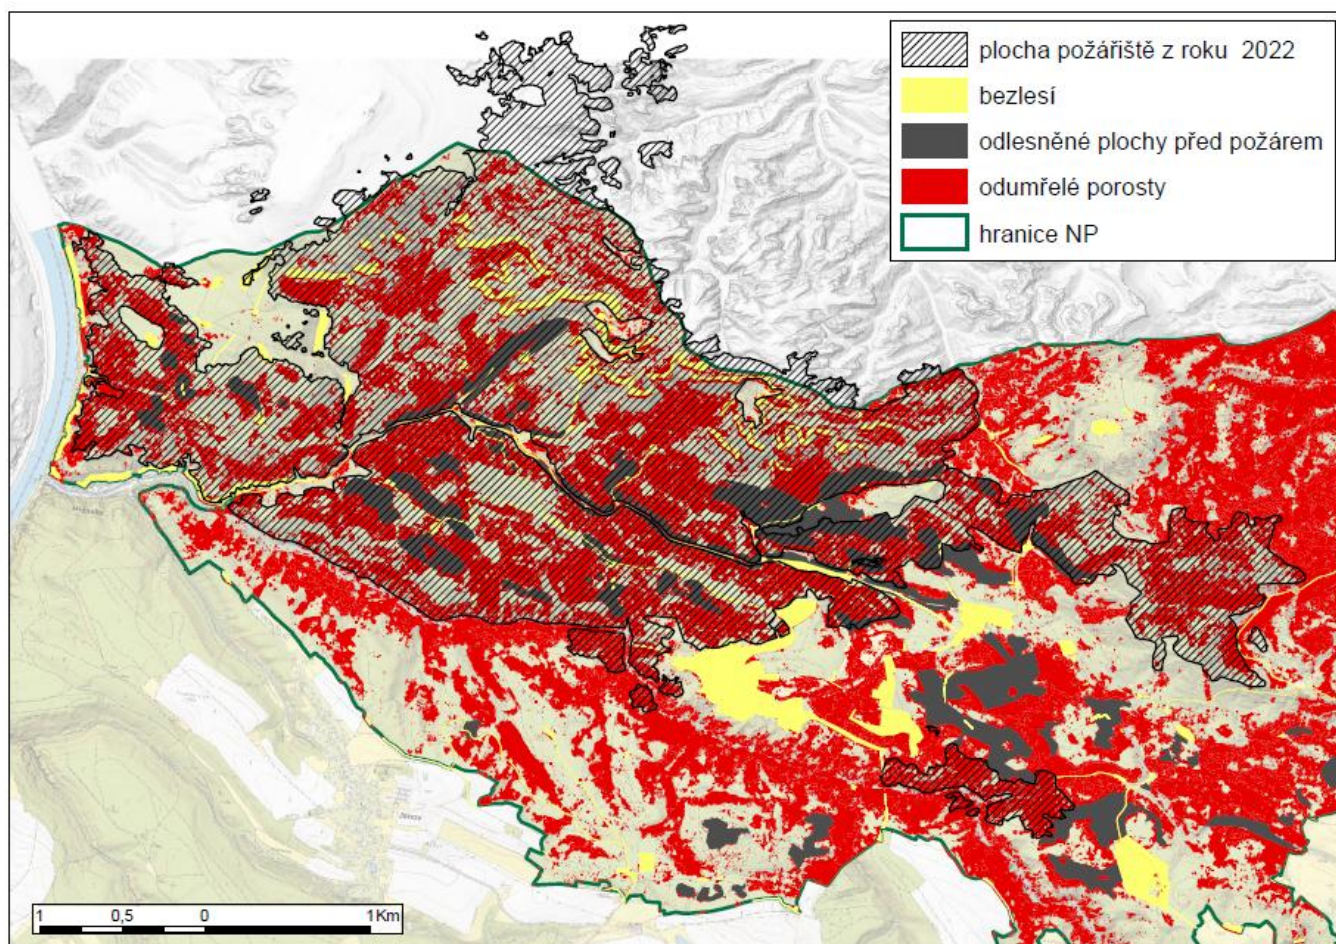 plocha požářiště z roku 2022
bezlesí
odlesněné plochy před požárem
odumřelé porosty
hranice NP
1 0,5 0 1Km